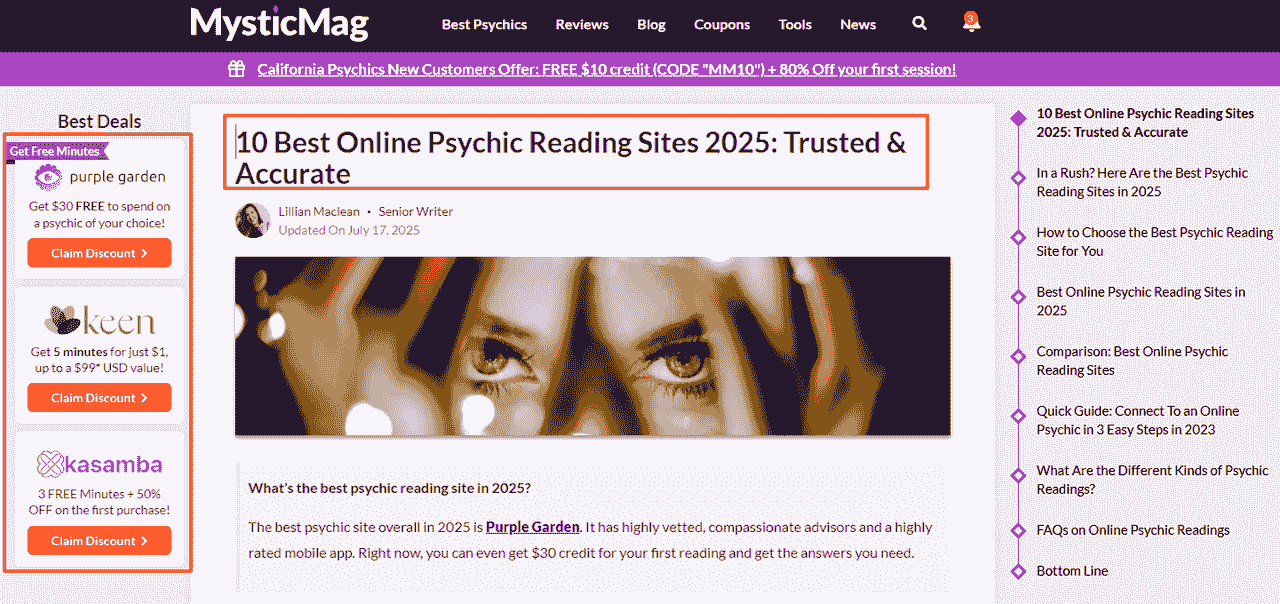 MysticMag
Best Psychics
Reviews
Blog
Coupons
Tools
News
3
California Psychics New Customers Offer: FREE $10 credit (CODE "MM10") + 80% Off your first session!
Best Deals
Get Free Minutes
purple garden
Get $30 FREE to spend on
a psychic of your choice!
Claim Discount
keen
Get 5 minutes for just $1,
up to a $99* USD value!
Claim Discount
kasamba
3 FREE Minutes + 50%
OFF on the first purchase!
Claim Discount
10 Best Online Psychic Reading Sites 2025: Trusted &
Accurate
Lillian Maclean • Senior Writer
Updated On July 17, 2025
What's the best psychic reading site in 2025?
The best psychic site overall in 2025 is Purple Garden. It has highly vetted, compassionate advisors and a highly
rated mobile app. Right now, you can even get $30 credit for your first reading and get the answers you need.
10 Best Online Psychic Reading Sites
2025: Trusted & Accurate
In a Rush? Here Are the Best Psychic
Reading Sites in 2025
How to Choose the Best Psychic Reading
Site for You
Best Online Psychic Reading Sites in
2025
Comparison: Best Online Psychic
Reading Sites
Quick Guide: Connect To an Online
Psychic in 3 Easy Steps in 2023
What Are the Different Kinds of Psychic
Readings?
FAQs on Online Psychic Readings
Bottom Line